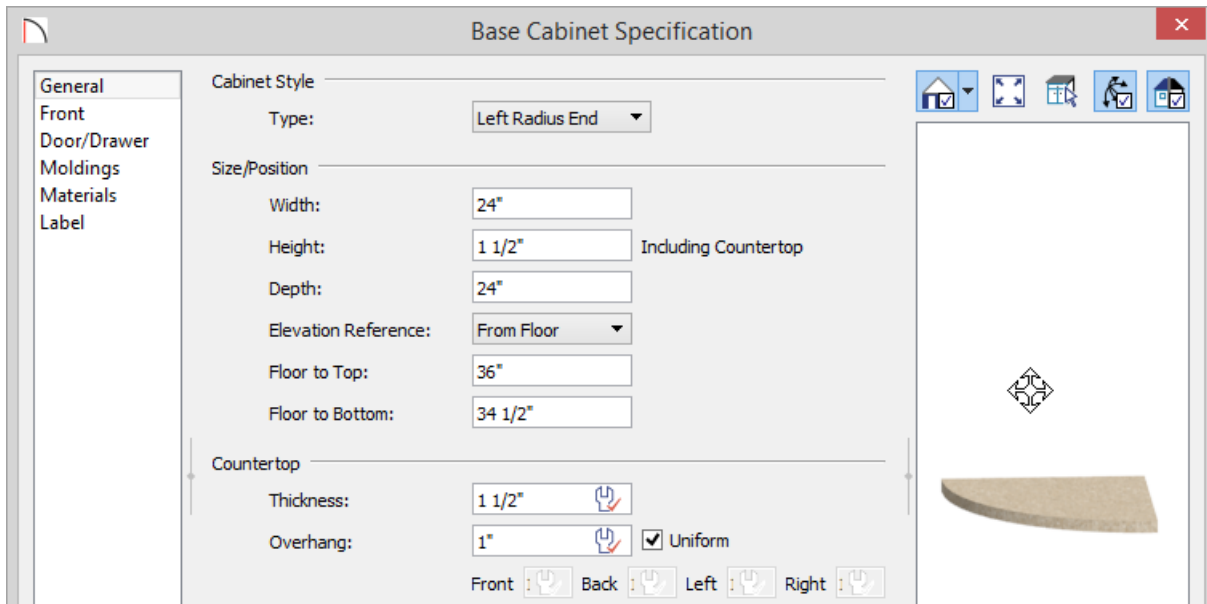 Base Cabinet Specification
General
Front
Door/Drawer
Moldings
Materials
Label
Cabinet Style
Type: Left Radius End
Size/Position
Width: 24"
Height: 1 1/2" Including Countertop
Depth: 24"
Elevation Reference: From Floor
Floor to Top: 36"
Floor to Bottom: 34 1/2"
Countertop
Thickness: 1 1/2"
Overhang: 1" Uniform
Front Back Left Right